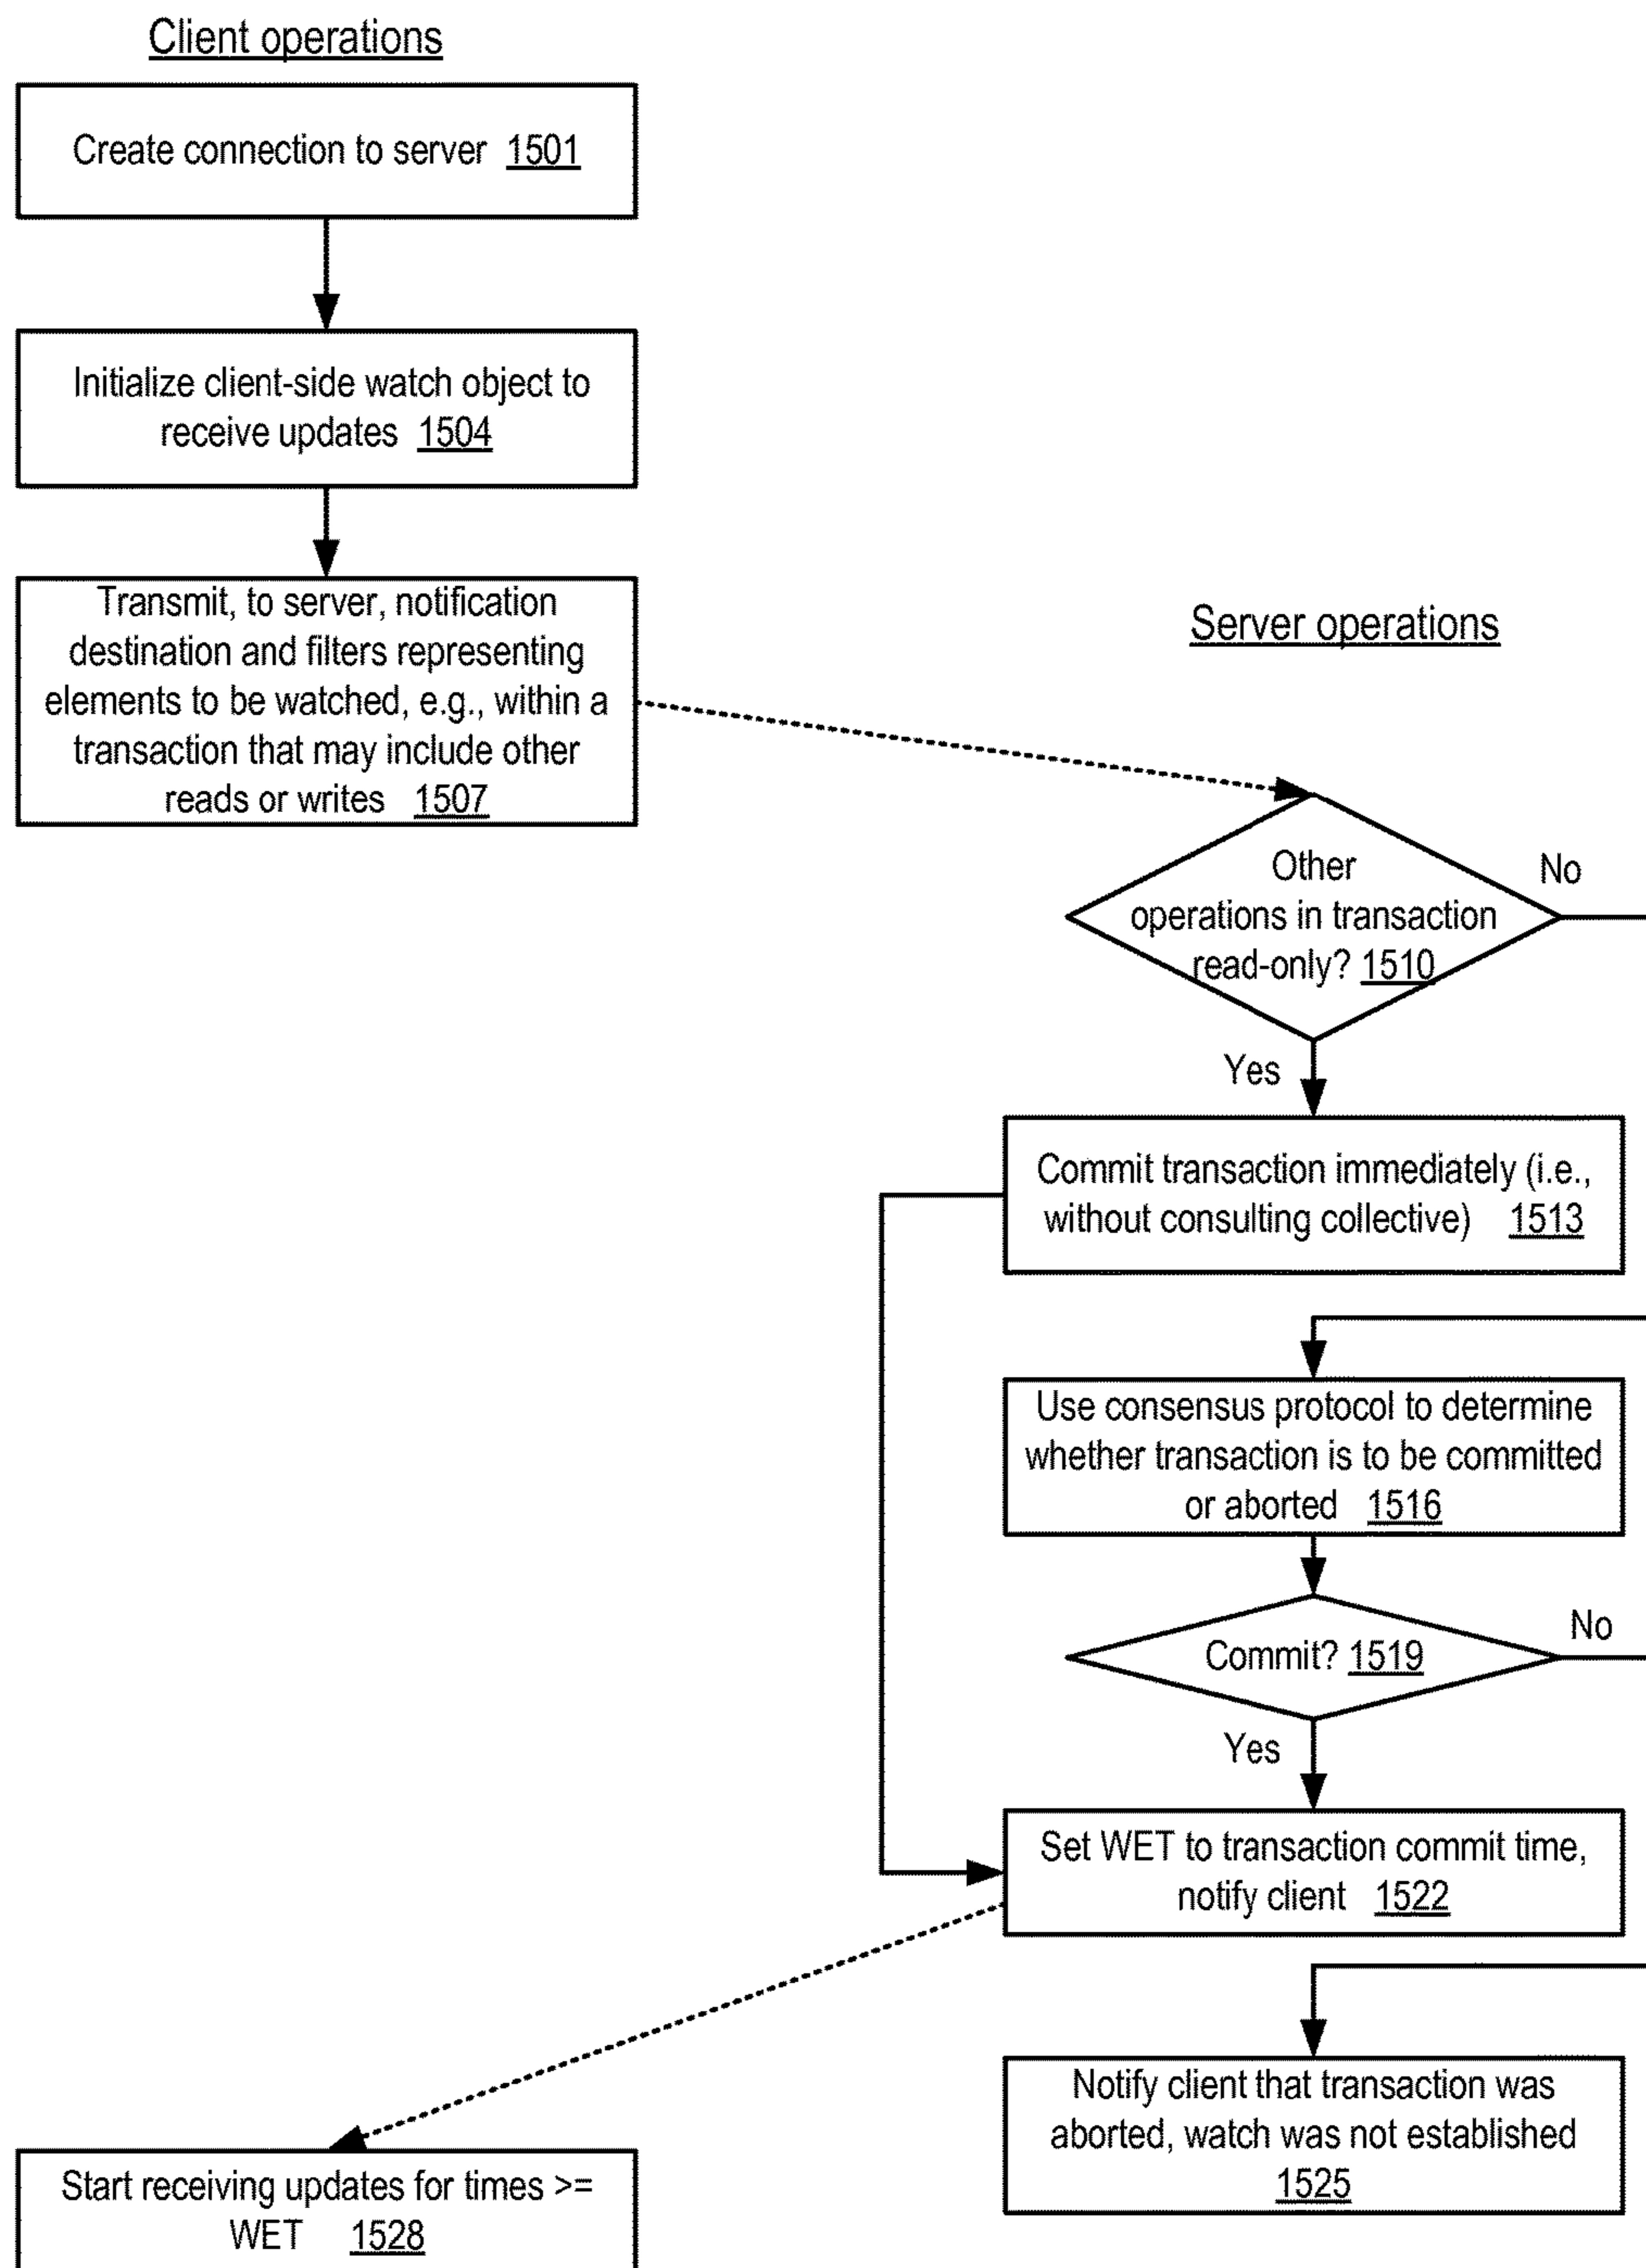 Client operations
Create connection to server 1501
Initialize client-side watch object to
receive updates 1504
Transmit, to server, notification
destination and filters representing
elements to be watched, e.g., within a
transaction that may include other
reads or writes 1507
Server operations
Other
operations in transaction
read-only? 1510
No
Yes
Commit transaction immediately (i.e.,
without consulting collective) 1513
Use consensus protocol to determine
whether transaction is to be committed
or aborted 1516
Commit? 1519
No
Yes
Set WET to transaction commit time,
notify client 1522
Notify client that transaction was
aborted, watch was not established
1525
Start receiving updates for times >=
WET 1528